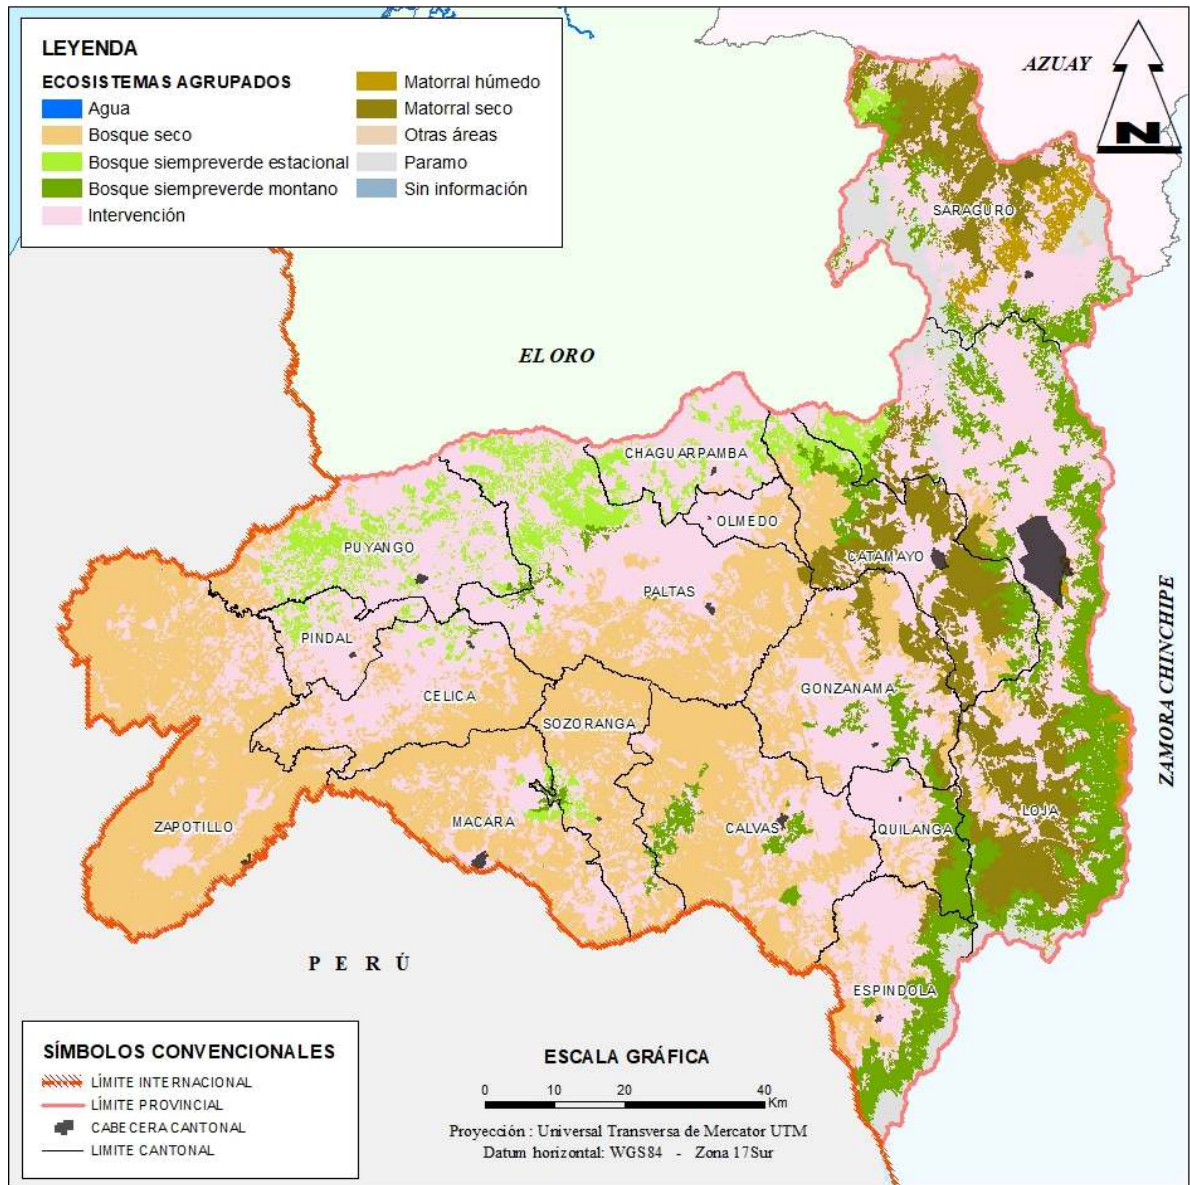 LEYENDA
ECOSISTEMAS AGRUPADOS
Agua
Bosque seco
Bosque siempreverde estacional
Bosque siempreverde montano
Intervención
Matorral húmedo
Matorral seco
Otras áreas
Paramo
Sin información
AZUAY
N
SARAGURO
EL ORO
CHAGUARPAMBA
OLMEDO
PUYANGO
CATAMAYO
PALTAS
PINDAL
ZAMORA CHINCHIPE
CELICA
GONZANAMA
SOZORANGA
ZAPOTILLO
MACARA
CALVAS
QUILANGA
LOJA
PERÚ
ESPINDOLA
SÍMBOLOS CONVENCIONALES
LÍMITE INTERNACIONAL
LÍMITE PROVINCIAL
CABECERA CANTONAL
LIMITE CANTONAL
ESCALA GRÁFICA
0 10 20 40
Km
Proyección : Universal Transversa de Mercator UTM
Datum horizontal: WGS84 - Zona 17Sur